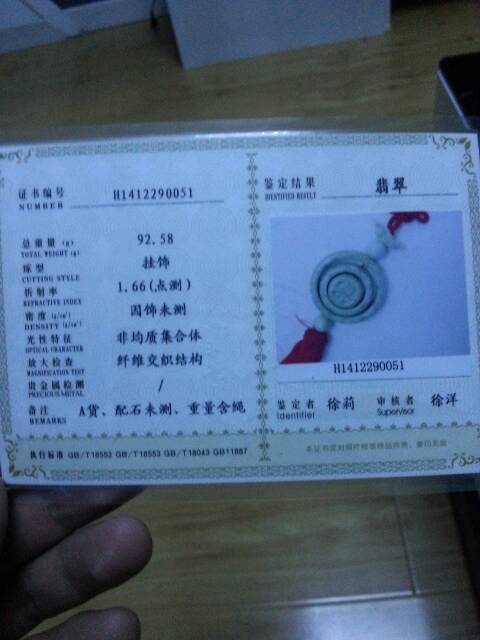 证书编号
NUMBER
H1412290051
总重量(g)
TOTAL WEIGHT(g)
92.58
琢型
CUTTING STYLE
挂饰
折射率
REFRACTIVE INDEX
1.66(点测)
密度(g/cm³)
DENSITY(g/cm³)
因饰未测
光性特征
OPTICAL CHARACTER
非均质集合体
放大检查
MAGNIFICATION TEST
纤维交织结构
贵金属检测
PRECIOUS METAL
/
备注
REMARKS
A货、配石未测、重量含绳
执行标准 GB/T16552 GB/T16553 GB/T18043 GB11887
鉴定结果
IDENTIFIED RESULT
翡翠
H1412290051
鉴定者
Identifier
徐莉
审核者
Supervisor
徐洋